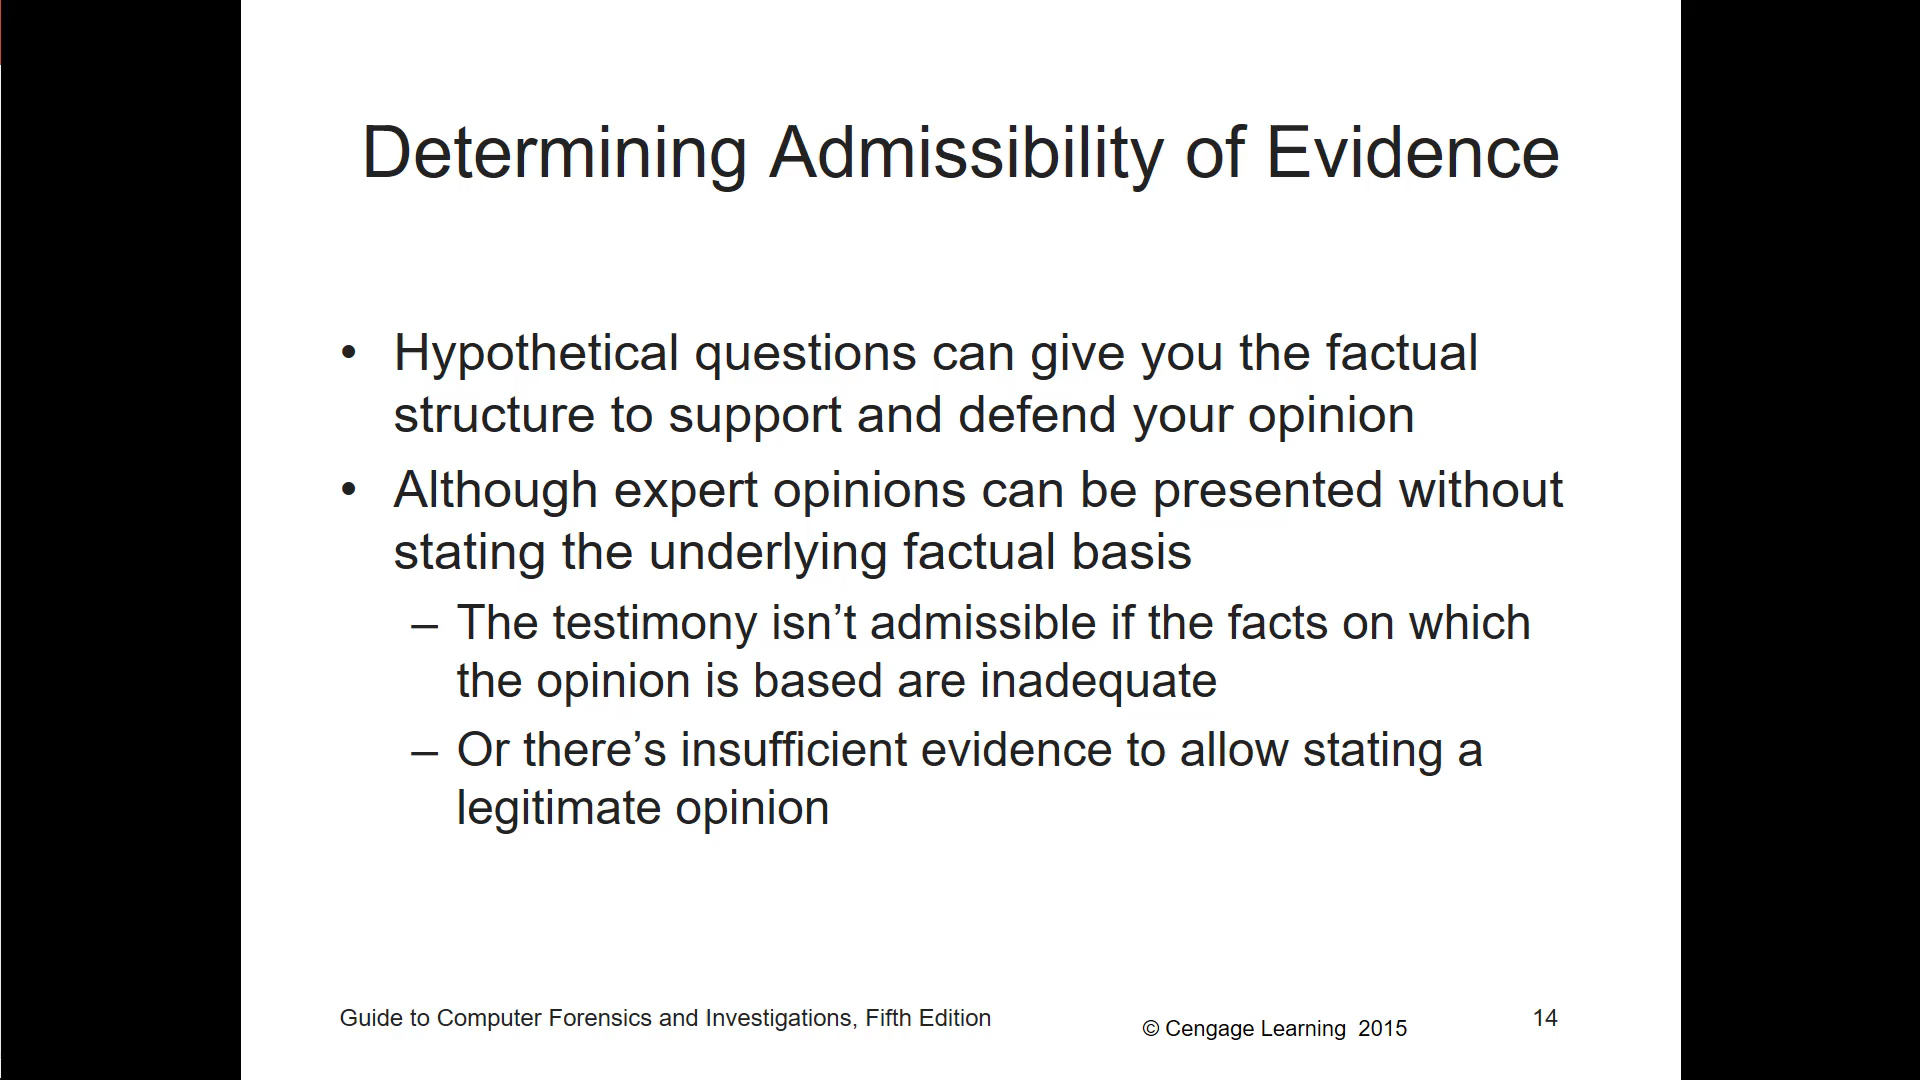 Determining Admissibility of Evidence
• Hypothetical questions can give you the factual
structure to support and defend your opinion
• Although expert opinions can be presented without
stating the underlying factual basis
– The testimony isn’t admissible if the facts on which
the opinion is based are inadequate
– Or there’s insufficient evidence to allow stating a
legitimate opinion
Guide to Computer Forensics and Investigations, Fifth Edition
© Cengage Learning 2015
14